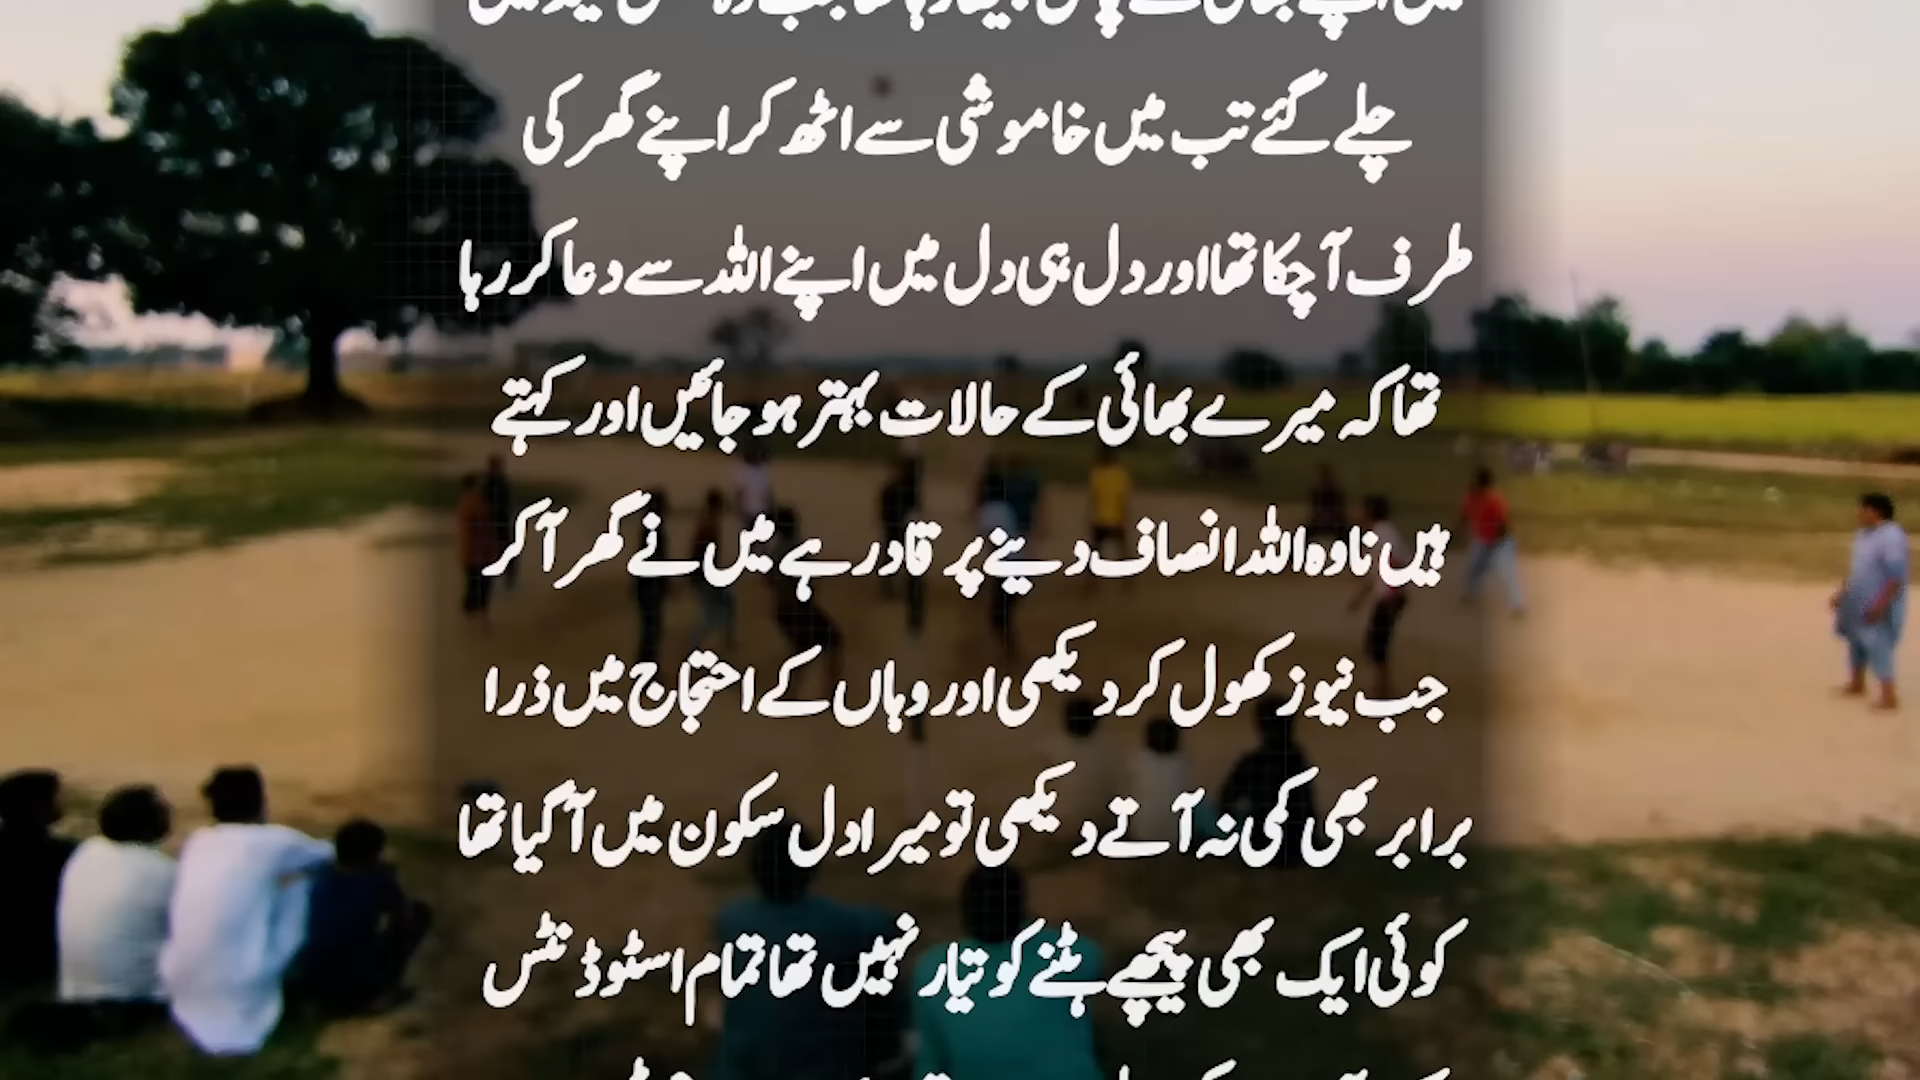 چلے گئے تب میں خاموشی سے اٹھ کر اپنے گھر کی
طرف آ چکا تھا اور دل ہی دل میں اپنے اللہ سے دعا کر رہا
تھا کہ میرے بھائی کے حالات بہتر ہو جائیں اور کہتے
ہیں نا وہ اللہ انصاف دینے پر قادر ہے میں نے گھر آ کر
جب نیوز کھول کر دیکھی اور وہاں کے احتجاج میں ذرا
برابر بھی کمی نہ آتے دیکھی تو میرا دل سکون میں آ گیا تھا
کوئی ایک بھی پیچھے ہٹنے کو تیار نہیں تھا تمام اسٹوڈنٹس